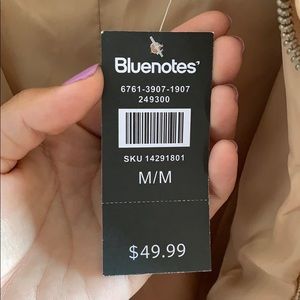 Bluenotes'
6761-3907-1907
249300
SKU 14291801
M/M
$49.99